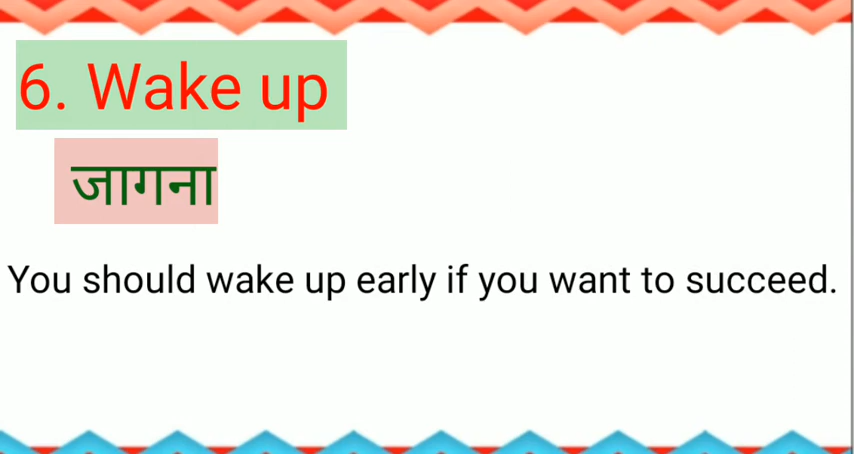 6. Wake up
जागना
You should wake up early if you want to succeed.